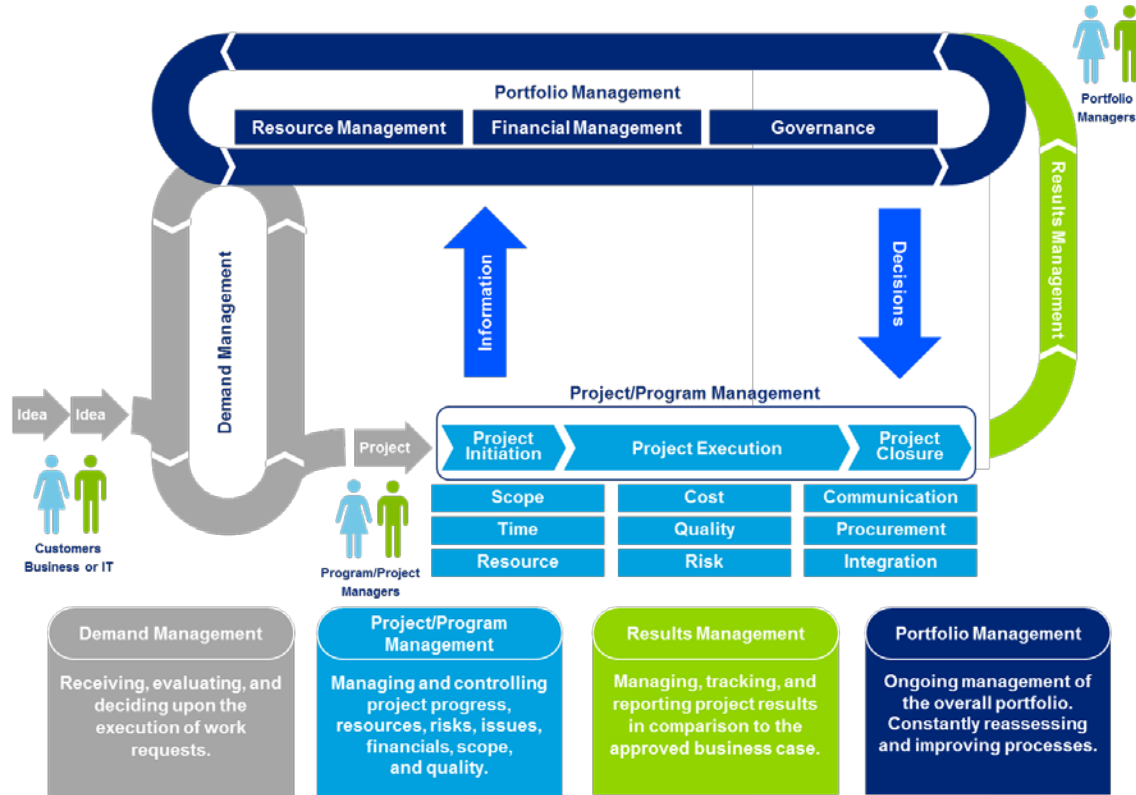 Portfolio Management
Resource Management
Financial Management
Governance
Portfolio
Managers
Results Management
Demand Management
Information
Decisions
Idea
Idea
Project
Project/Program Management
Project
Initiation
Project Execution
Project
Closure
Scope
Cost
Communication
Time
Quality
Procurement
Resource
Risk
Integration
Customers
Business or IT
Program/Project
Managers
Demand Management
Receiving, evaluating, and
deciding upon the
execution of work
requests.
Project/Program
Management
Managing and controlling
project progress,
resources, risks, issues,
financials, scope,
and quality.
Results Management
Managing, tracking, and
reporting project results
in comparison to the
approved business case.
Portfolio Management
Ongoing management of
the overall portfolio.
Constantly reassessing
and improving processes.